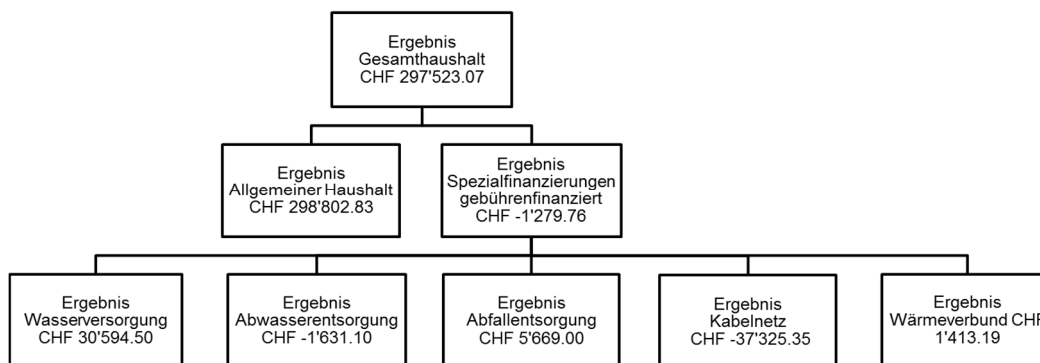 Ergebnis
Gesamthaushalt
CHF 297'523.07
Ergebnis
Allgemeiner Haushalt
CHF 298'802.83
Ergebnis
Spezialfinanzierungen
gebührenfinanziert
CHF -1'279.76
Ergebnis
Wasserversorgung
CHF 30'594.50
Ergebnis
Abwasserentsorgung
CHF -1'631.10
Ergebnis
Abfallentsorgung
CHF 5'669.00
Ergebnis
Kabelnetz
CHF -37'325.35
Ergebnis
Wärmeverbund CHF
1'413.19